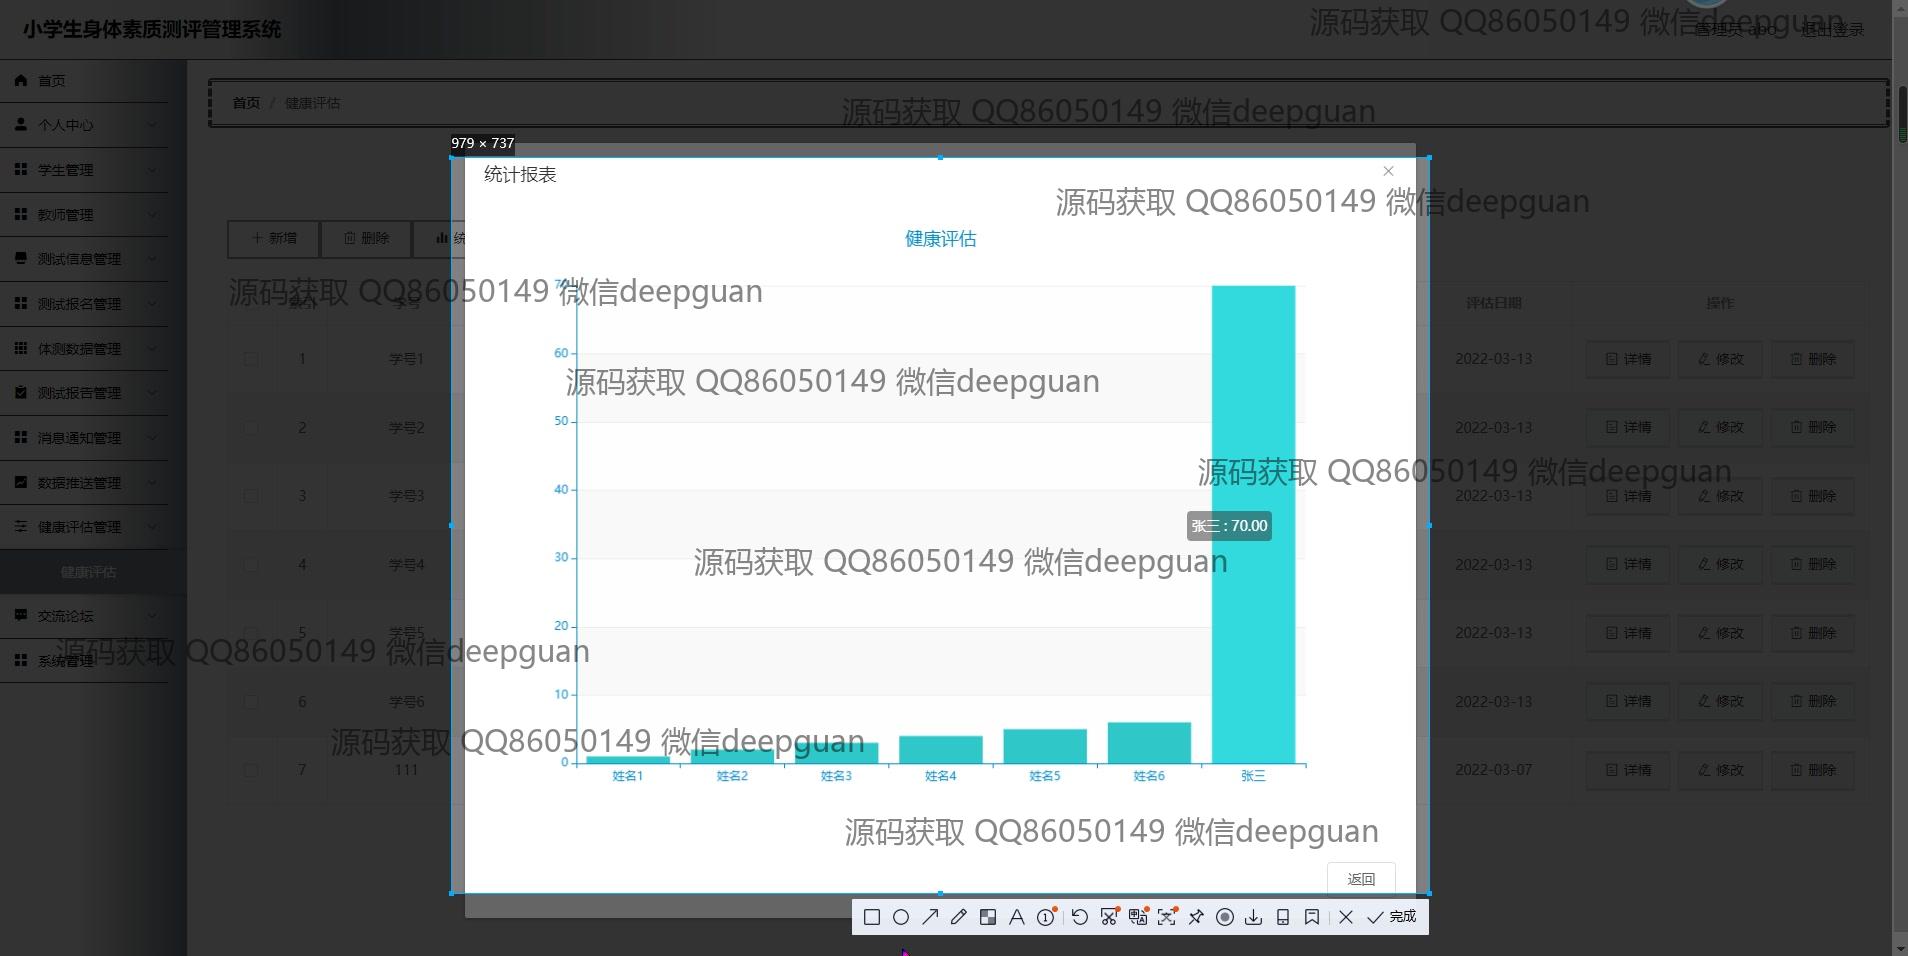 小学生身体素质测评管理系统
源码获取 QQ86050149 微信deepguan
管理员 abo
退出登录
首页
首页 / 健康评估
源码获取 QQ86050149 微信deepguan
个人中心
979 × 737
学生管理
统计报表
教师管理
源码获取 QQ86050149 微信deepguan
新增
删除
统
健康评估
测试信息管理
源码获取 QQ86050149 微信deepguan
测试报名管理
索引
学号
评估日期
操作
体测数据管理
测试报告管理
消息通知管理
数据推送管理
健康评估管理
健康评估
交流论坛
系统管理
1 学号1 2022-03-13 详情 修改 删除
2 学号2 2022-03-13 详情 修改 删除
3 学号3 2022-03-13 详情 修改 删除
4 学号4 2022-03-13 详情 修改 删除
5 学号5 2022-03-13 详情 修改 删除
6 学号6 2022-03-13 详情 修改 删除
7 111 2022-03-07 详情 修改 删除
70
60
源码获取 QQ86050149 微信deepguan
50
40
源码获取 QQ86050149 微信deepguan
张三 : 70.00
30
源码获取 QQ86050149 微信deepguan
20
源码获取 QQ86050149 微信deepguan
10
源码获取 QQ86050149 微信deepguan
0
姓名1 姓名2 姓名3 姓名4 姓名5 姓名6 张三
源码获取 QQ86050149 微信deepguan
返回
完成